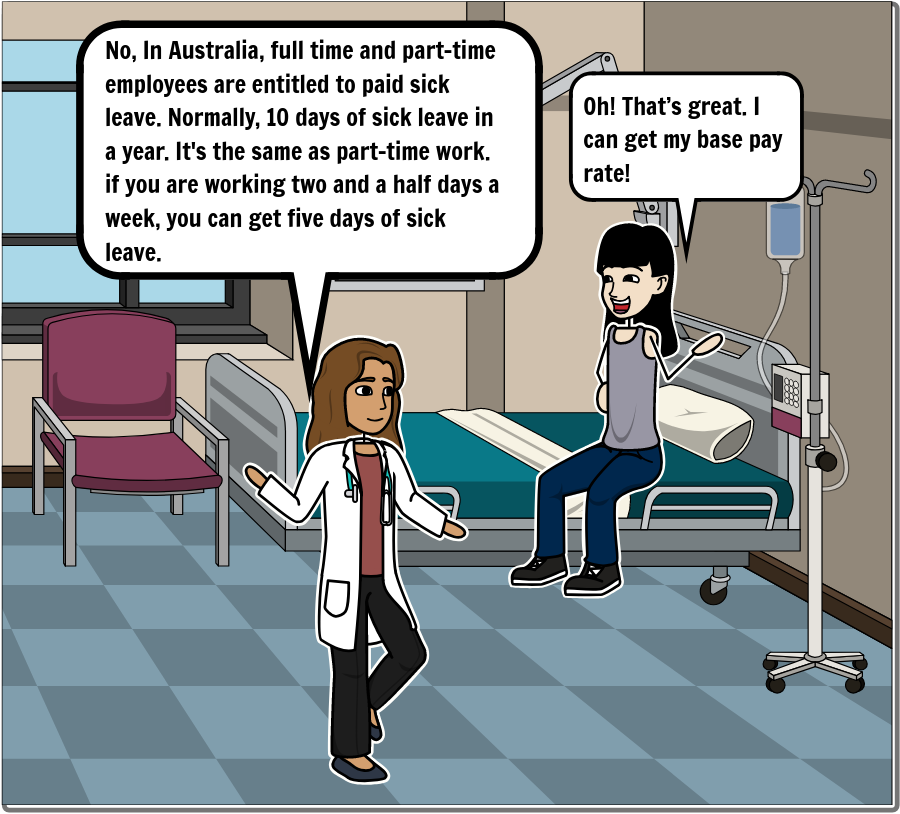 No, In Australia, full time and part-time
employees are entitled to paid sick
leave. Normally, 10 days of sick leave in
a year. It's the same as part-time work.
if you are working two and a half days a
week, you can get five days of sick
leave.
Oh! That's great. I
can get my base pay
rate!